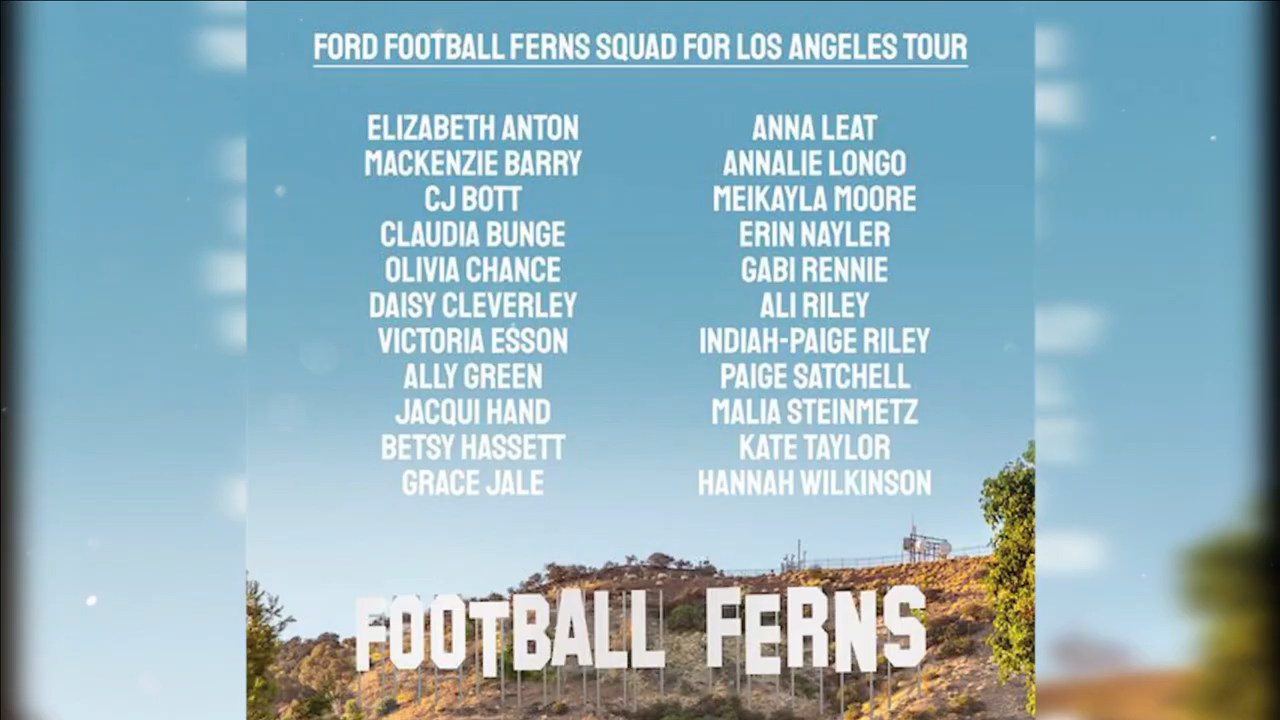 FORD FOOTBALL FERNS SQUAD FOR LOS ANGELES TOUR
ELIZABETH ANTON
MACKENZIE BARRY
CJ BOTT
CLAUDIA BUNGE
OLIVIA CHANCE
DAISY CLEVERLEY
VICTORIA ESSON
ALLY GREEN
JACQUI HAND
BETSY HASSETT
GRACE JALE
ANNA LEAT
ANNALIE LONGO
MEIKAYLA MOORE
ERIN NAYLER
GABI RENNIE
ALI RILEY
INDIAH-PAIGE RILEY
PAIGE SATCHELL
MALIA STEINMETZ
KATE TAYLOR
HANNAH WILKINSON
FOOTBALL FERNS